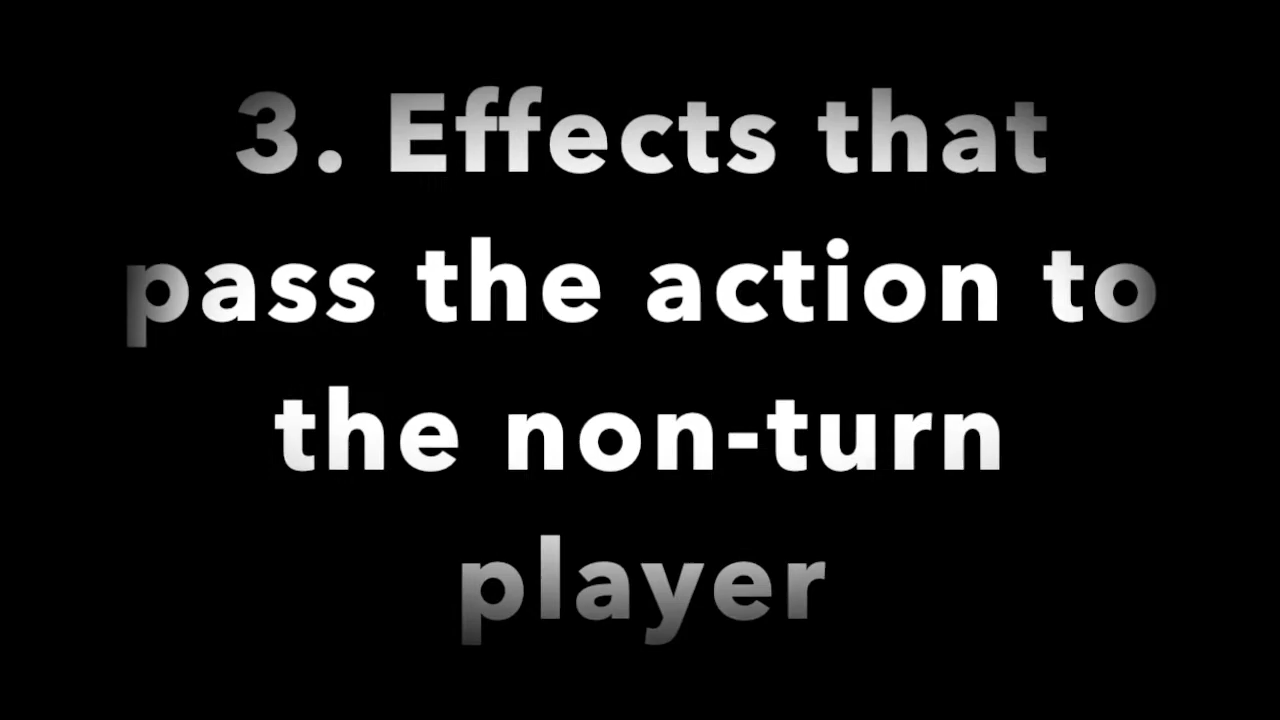 3. Effects that
pass the action to
the non-turn
player